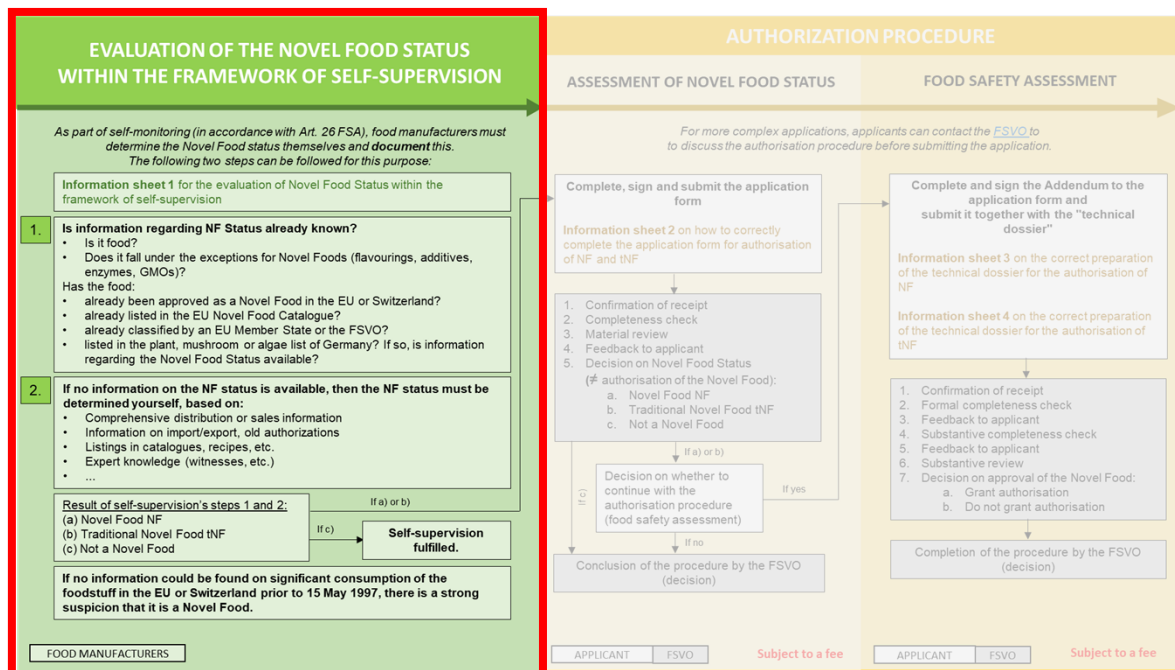 EVALUATION OF THE NOVEL FOOD STATUS
WITHIN THE FRAMEWORK OF SELF-SUPERVISION
As part of self-monitoring (in accordance with Art. 26 FSA), food manufacturers must
determine the Novel Food status themselves and document this.
The following two steps can be followed for this purpose:
Information sheet 1 for the evaluation of Novel Food Status within the
framework of self-supervision
1.
Is information regarding NF Status already known?
• Is it food?
• Does it fall under the exceptions for Novel Foods (flavourings, additives,
enzymes, GMOs)?
Has the food:
• already been approved as a Novel Food in the EU or Switzerland?
• already listed in the EU Novel Food Catalogue?
• already classified by an EU Member State or the FSVO?
• listed in the plant, mushroom or algae list of Germany? If so, is information
regarding the Novel Food Status available?
2.
If no information on the NF status is available, then the NF status must be
determined yourself, based on:
• Comprehensive distribution or sales information
• Information on import/export, old authorizations
• Listings in catalogues, recipes, etc.
• Expert knowledge (witnesses, etc.)
• ...
Result of self-supervision's steps 1 and 2:
(a) Novel Food NF
(b) Traditional Novel Food tNF
(c) Not a Novel Food
If a) or b)
If c)
Self-supervision
fulfilled.
If no information could be found on significant consumption of the
foodstuff in the EU or Switzerland prior to 15 May 1997, there is a strong
suspicion that it is a Novel Food.
FOOD MANUFACTURERS
AUTHORIZATION PROCEDURE
ASSESSMENT OF NOVEL FOOD STATUS
FOOD SAFETY ASSESSMENT
For more complex applications, applicants can contact the FSVO to
to discuss the authorisation procedure before submitting the application.
Complete, sign and submit the application
form
Information sheet 2 on how to correctly
complete the application form for authorisation
of NF and tNF
1. Confirmation of receipt
2. Completeness check
3. Material review
4. Feedback to applicant
5. Decision on Novel Food Status
(≠ authorisation of the Novel Food):
a. Novel Food NF
b. Traditional Novel Food tNF
c. Not a Novel Food
If a) or b)
If c)
Decision on whether to
continue with the
authorisation procedure
(food safety assessment)
If yes
If no
Conclusion of the procedure by the FSVO
(decision)
APPLICANT
FSVO
Subject to a fee
Complete and sign the Addendum to the
application form and
submit it together with the "technical
dossier"
Information sheet 3 on the correct preparation
of the technical dossier for the authorisation of
NF
Information sheet 4 on the correct preparation
of the technical dossier for the authorisation of
tNF
1. Confirmation of receipt
2. Formal completeness check
3. Feedback to applicant
4. Substantive completeness check
5. Feedback to applicant
6. Substantive review
7. Decision on approval of the Novel Food:
a. Grant authorisation
b. Do not grant authorisation
Completion of the procedure by the FSVO
(decision)
APPLICANT
FSVO
Subject to a fee